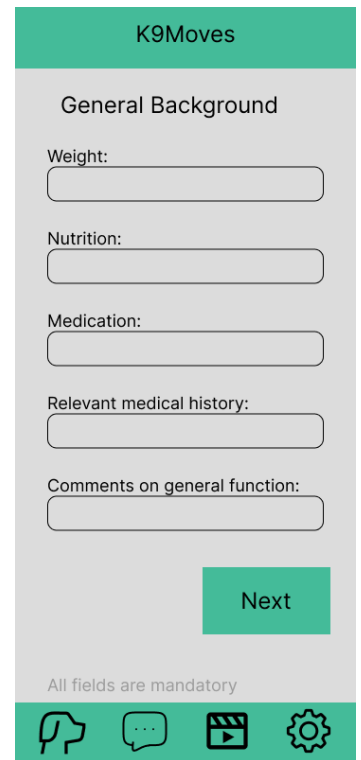 K9Moves
General Background
Weight:
Nutrition:
Medication:
Relevant medical history:
Comments on general function:
Next
All fields are mandatory